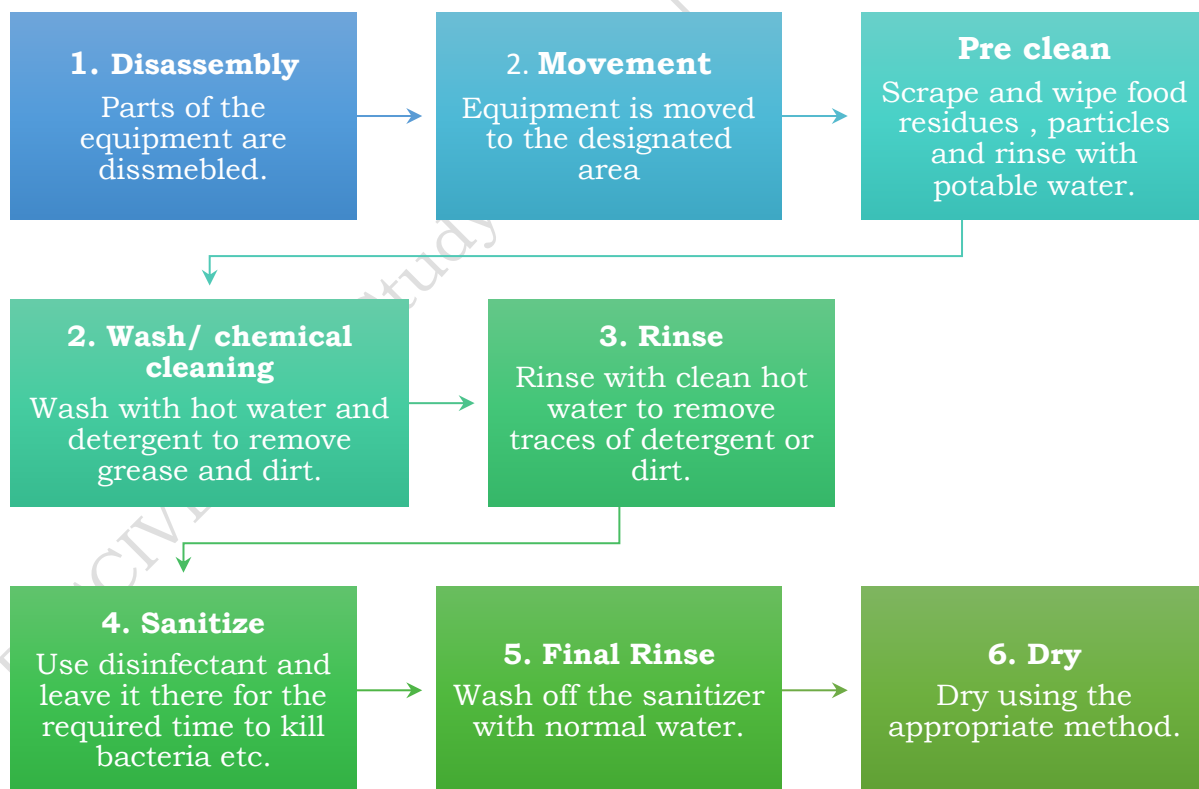 1. Disassembly
Parts of the
equipment are
dissmebled.
2. Movement
Equipment is moved
to the designated
area
Pre clean
Scrape and wipe food
residues , particles
and rinse with
potable water.
2. Wash/ chemical
cleaning
Wash with hot water and
detergent to remove
grease and dirt.
3. Rinse
Rinse with clean hot
water to remove
traces of detergent or
dirt.
4. Sanitize
Use disinfectant and
leave it there for the
required time to kill
bacteria etc.
5. Final Rinse
Wash off the sanitizer
with normal water.
6. Dry
Dry using the
appropriate method.